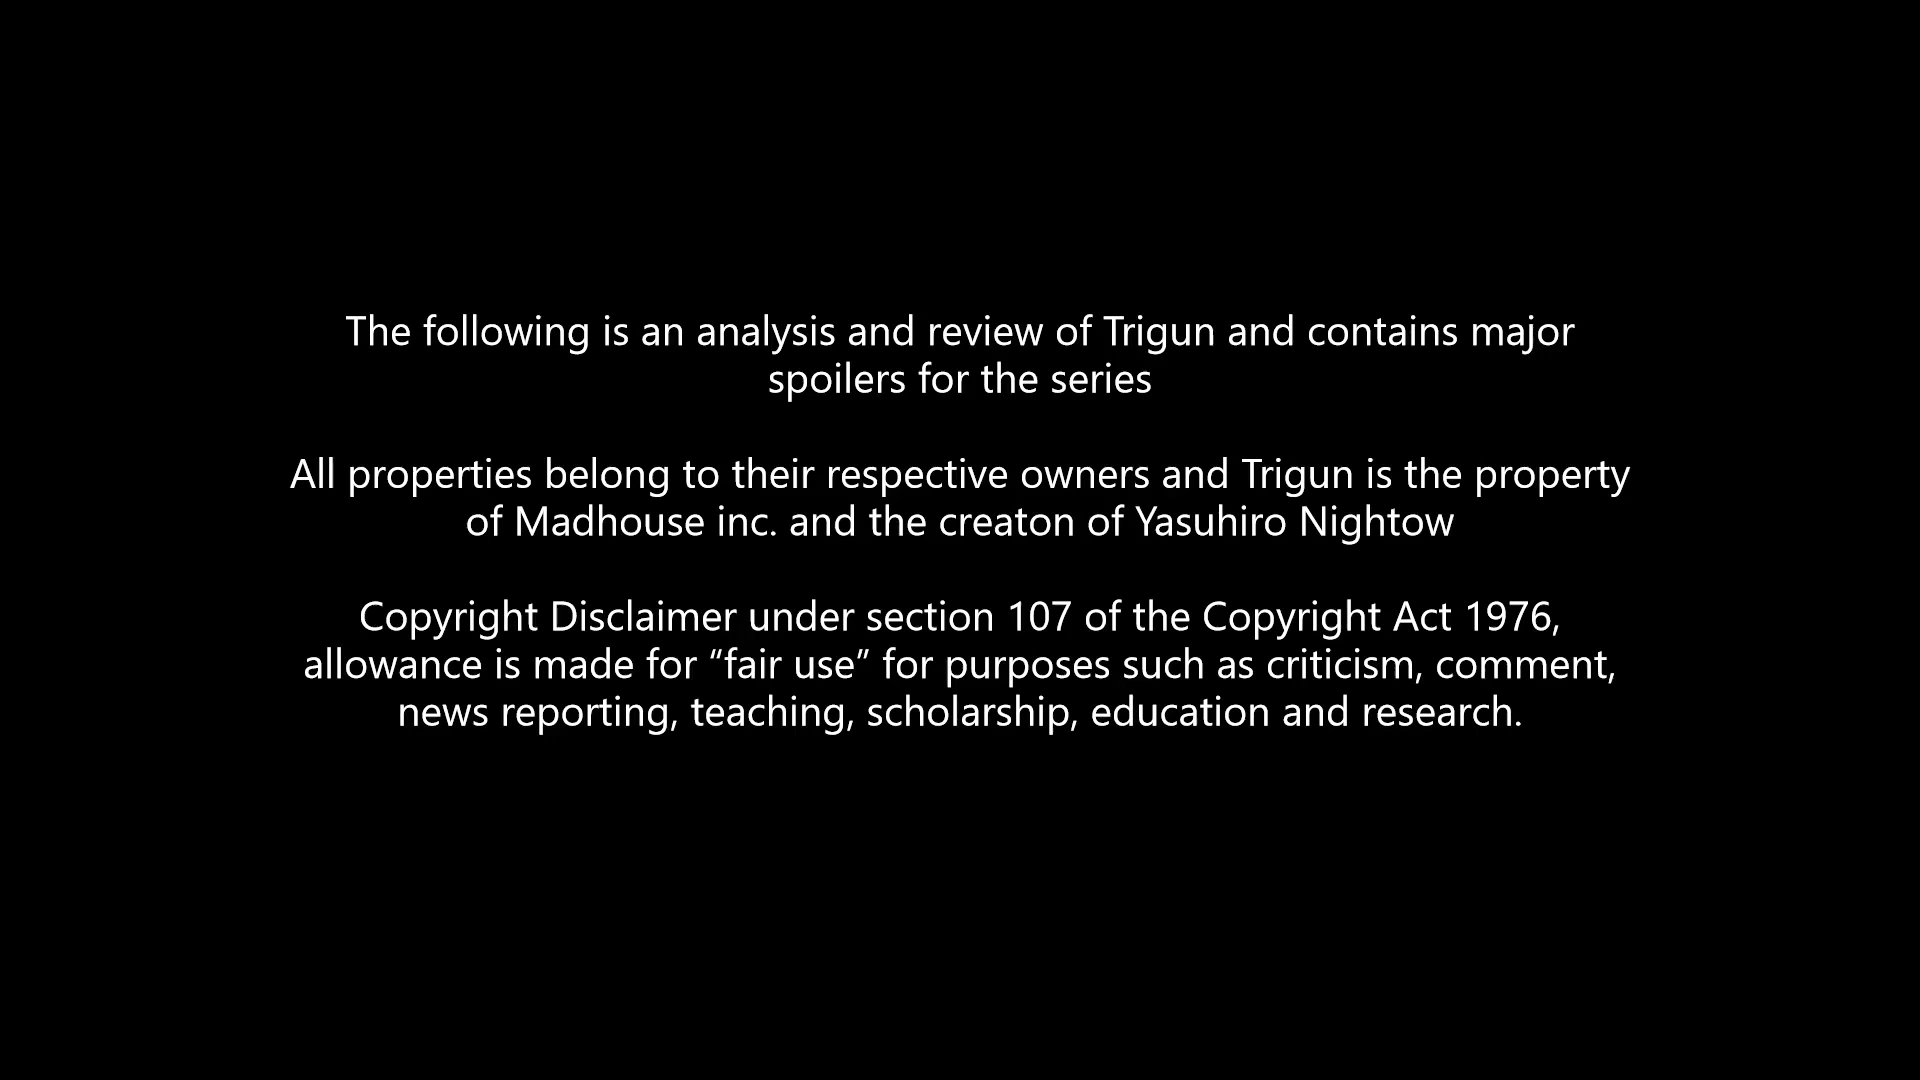 The following is an analysis and review of Trigun and contains major
spoilers for the series
All properties belong to their respective owners and Trigun is the property
of Madhouse inc. and the creaton of Yasuhiro Nightow
Copyright Disclaimer under section 107 of the Copyright Act 1976,
allowance is made for “fair use” for purposes such as criticism, comment,
news reporting, teaching, scholarship, education and research.